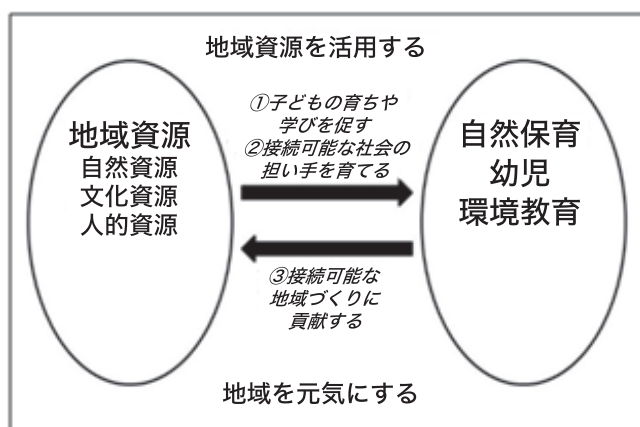 地域資源を活用する
①子どもの育ちや
学びを促す
②接続可能な社会の
担い手を育てる
地域資源
自然資源
文化資源
人的資源
自然保育
幼児
環境教育
③接続可能な
地域づくりに
貢献する
地域を元気にする